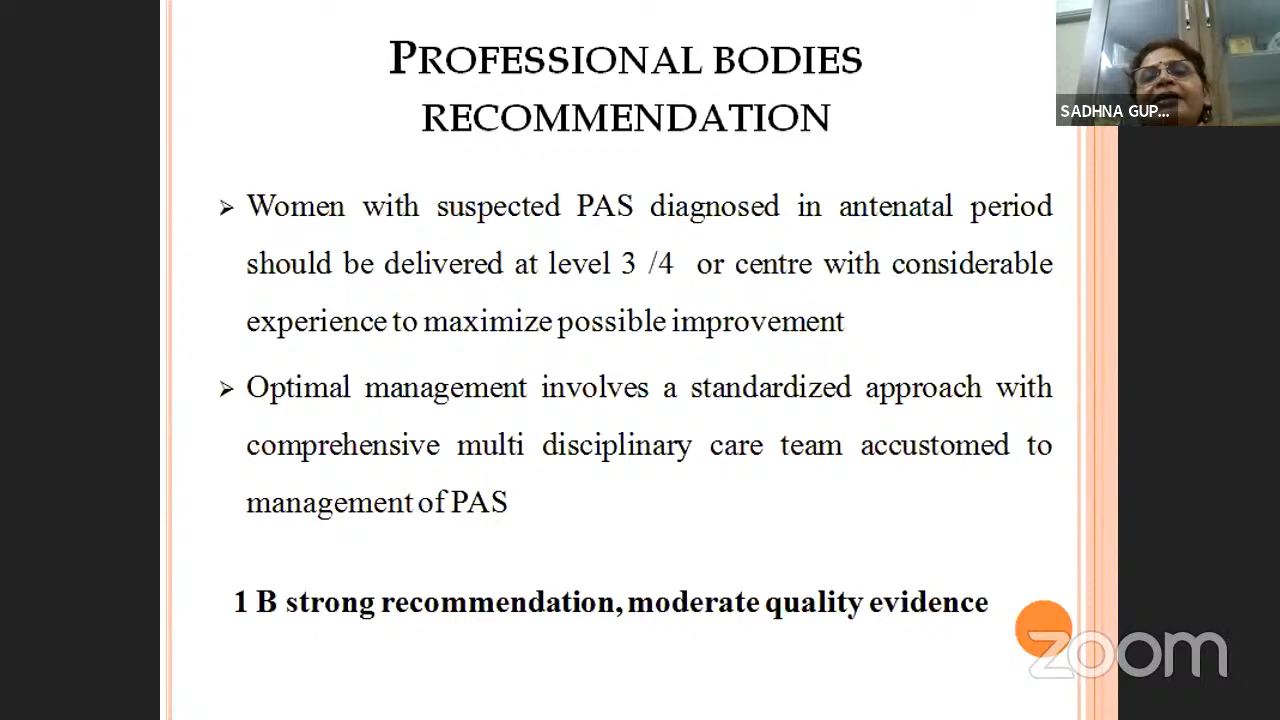 PROFESSIONAL BODIES
RECOMMENDATION
SADHNA GUP...
➢ Women with suspected PAS diagnosed in antenatal period
should be delivered at level 3 /4 or centre with considerable
experience to maximize possible improvement
➢ Optimal management involves a standardized approach with
comprehensive multi disciplinary care team accustomed to
management of PAS
1 B strong recommendation, moderate quality evidence
zoom